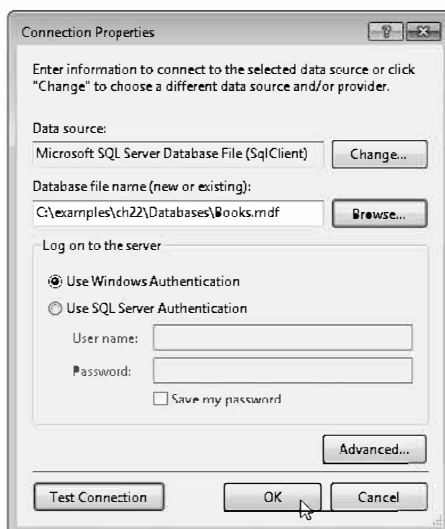 Connection Properties
Enter information to connect to the selected data source or click
"Change" to choose a different data source and/or provider.
Data source:
Microsoft SQL Server Database File (SqlClient)
Change...
Database file name (new or existing):
C:\examples\ch22\Databases\Books.mdf
Browse...
Log on to the server
Use Windows Authentication
Use SQL Server Authentication
User name:
Password:
Save my password
Advanced...
Test Connection
OK
Cancel